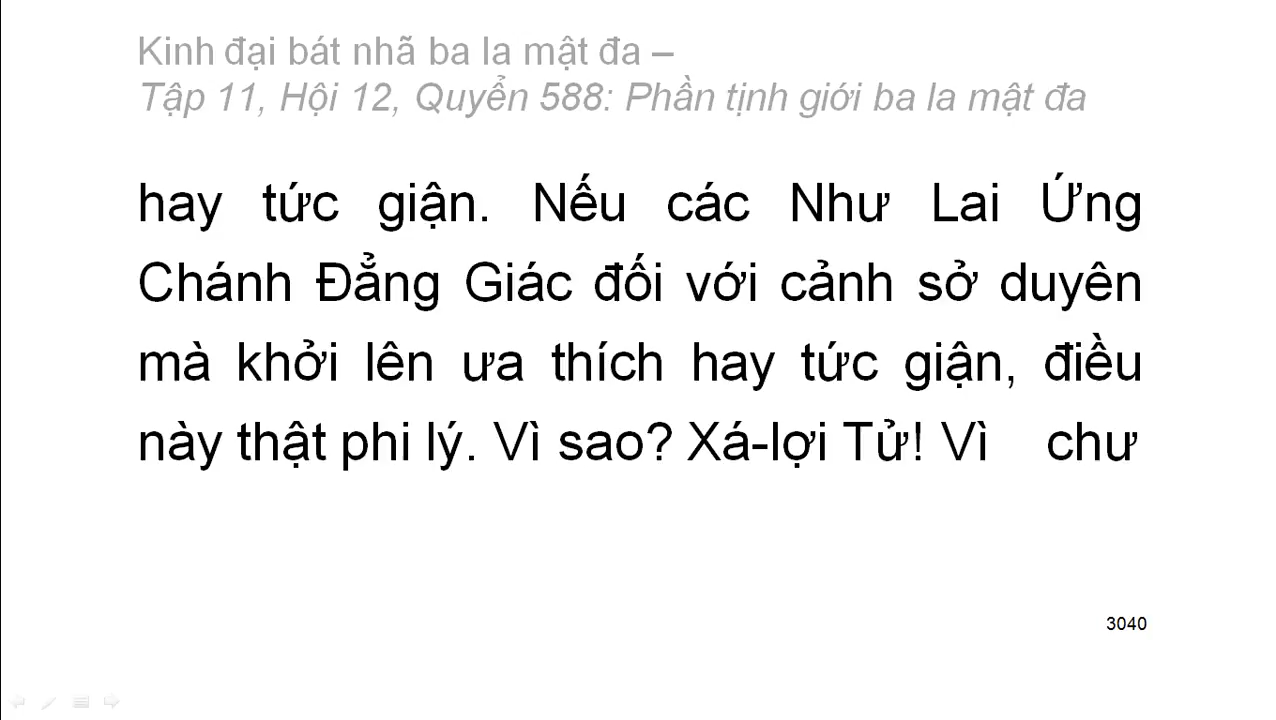 Kinh đại bát nhã ba la mật đa –
Tập 11, Hội 12, Quyển 588: Phần tịnh giới ba la mật đa
hay tức giận. Nếu các Như Lai Ứng
Chánh Đẳng Giác đối với cảnh sở duyên
mà khởi lên ưa thích hay tức giận, điều
này thật phi lý. Vì sao? Xá-lợi Tử! Vì chư
3040